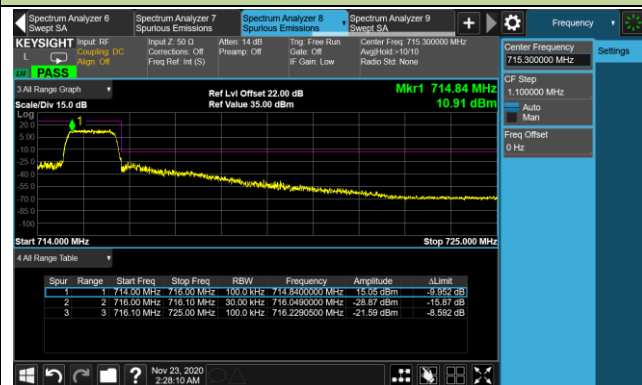 Spectrum Analyzer 6
Swept SA
Spectrum Analyzer 7
Spurious Emissions
Spectrum Analyzer 8
Spurious Emissions
Spectrum Analyzer 9
Swept SA
+
Frequency
KEYSIGHT
L
Input: RF
Coupling: DC
Align: Off
Input Z: 50 Ω
Corrections: Off
Freq Ref: Int (S)
Atten: 14 dB
Preamp: Off
Trig: Free Run
Gate: Off
IF Gain: Low
Center Freq: 715.300000 MHz
Avg|Hold:>10/10
Radio Std: None
PASS
Center Frequency
715.300000 MHz
Settings
CF Step
1.100000 MHz
Auto
Man
Freq Offset
0 Hz
3 All Range Graph
Scale/Div 15.0 dB
Ref Lvl Offset 22.00 dB
Ref Value 35.00 dBm
Mkr1 714.84 MHz
10.91 dBm
Log
1
20.0
5.00
-10.0
-25.0
-40.0
-55.0
-70.0
-85.0
-100
Start 714.000 MHz
Stop 725.000 MHz
4 All Range Table
Spur Range Start Freq Stop Freq RBW Frequency Amplitude ΔLimit
1 1 714.00 MHz 716.00 MHz 100.0 kHz 714.8400000 MHz 15.05 dBm -9.952 dB
2 2 716.00 MHz 716.10 MHz 30.00 kHz 716.0490000 MHz -28.87 dBm -15.87 dB
3 3 716.10 MHz 725.00 MHz 100.0 kHz 716.2290500 MHz -21.59 dBm -8.592 dB
?
Nov 23, 2020
2:28:10 AM